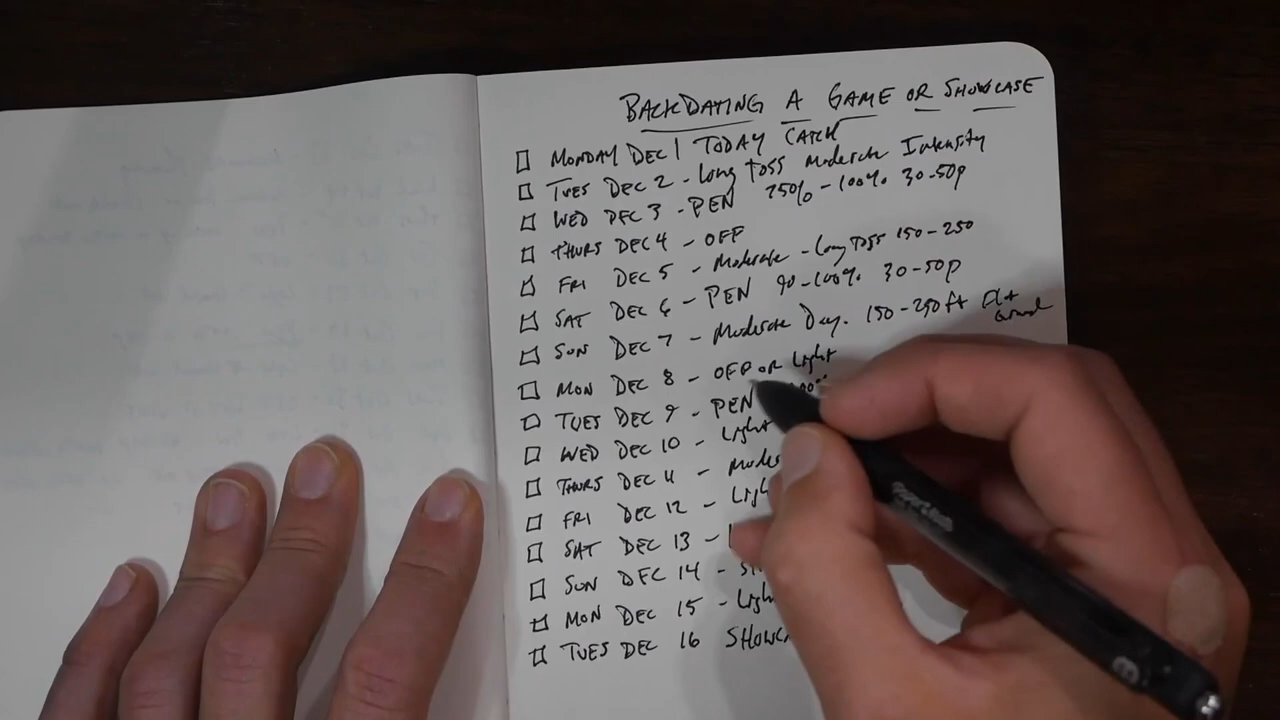 BACKDATING A GAME OR SHOWCASE
MONDAY DEC 1 TODAY CATCH
TUES DEC 2 - Long Toss Moderate Intensity
WED DEC 3 - PEN 75% - 100% 30-50p
THURS DEC 4 - OFF
FRI DEC 5 - Moderate - Long Toss 150-250
SAT DEC 6 - PEN 90-100% 30-50p
SUN DEC 7 - Moderate Day. 150-250ft Flat Ground
MON DEC 8 - OFF or Light
TUES DEC 9 - PEN
WED DEC 10 - Light
THURS DEC 11 -
FRI DEC 12 -
SAT DEC 13 -
SUN DEC 14 -
MON DEC 15 - Light
TUES DEC 16